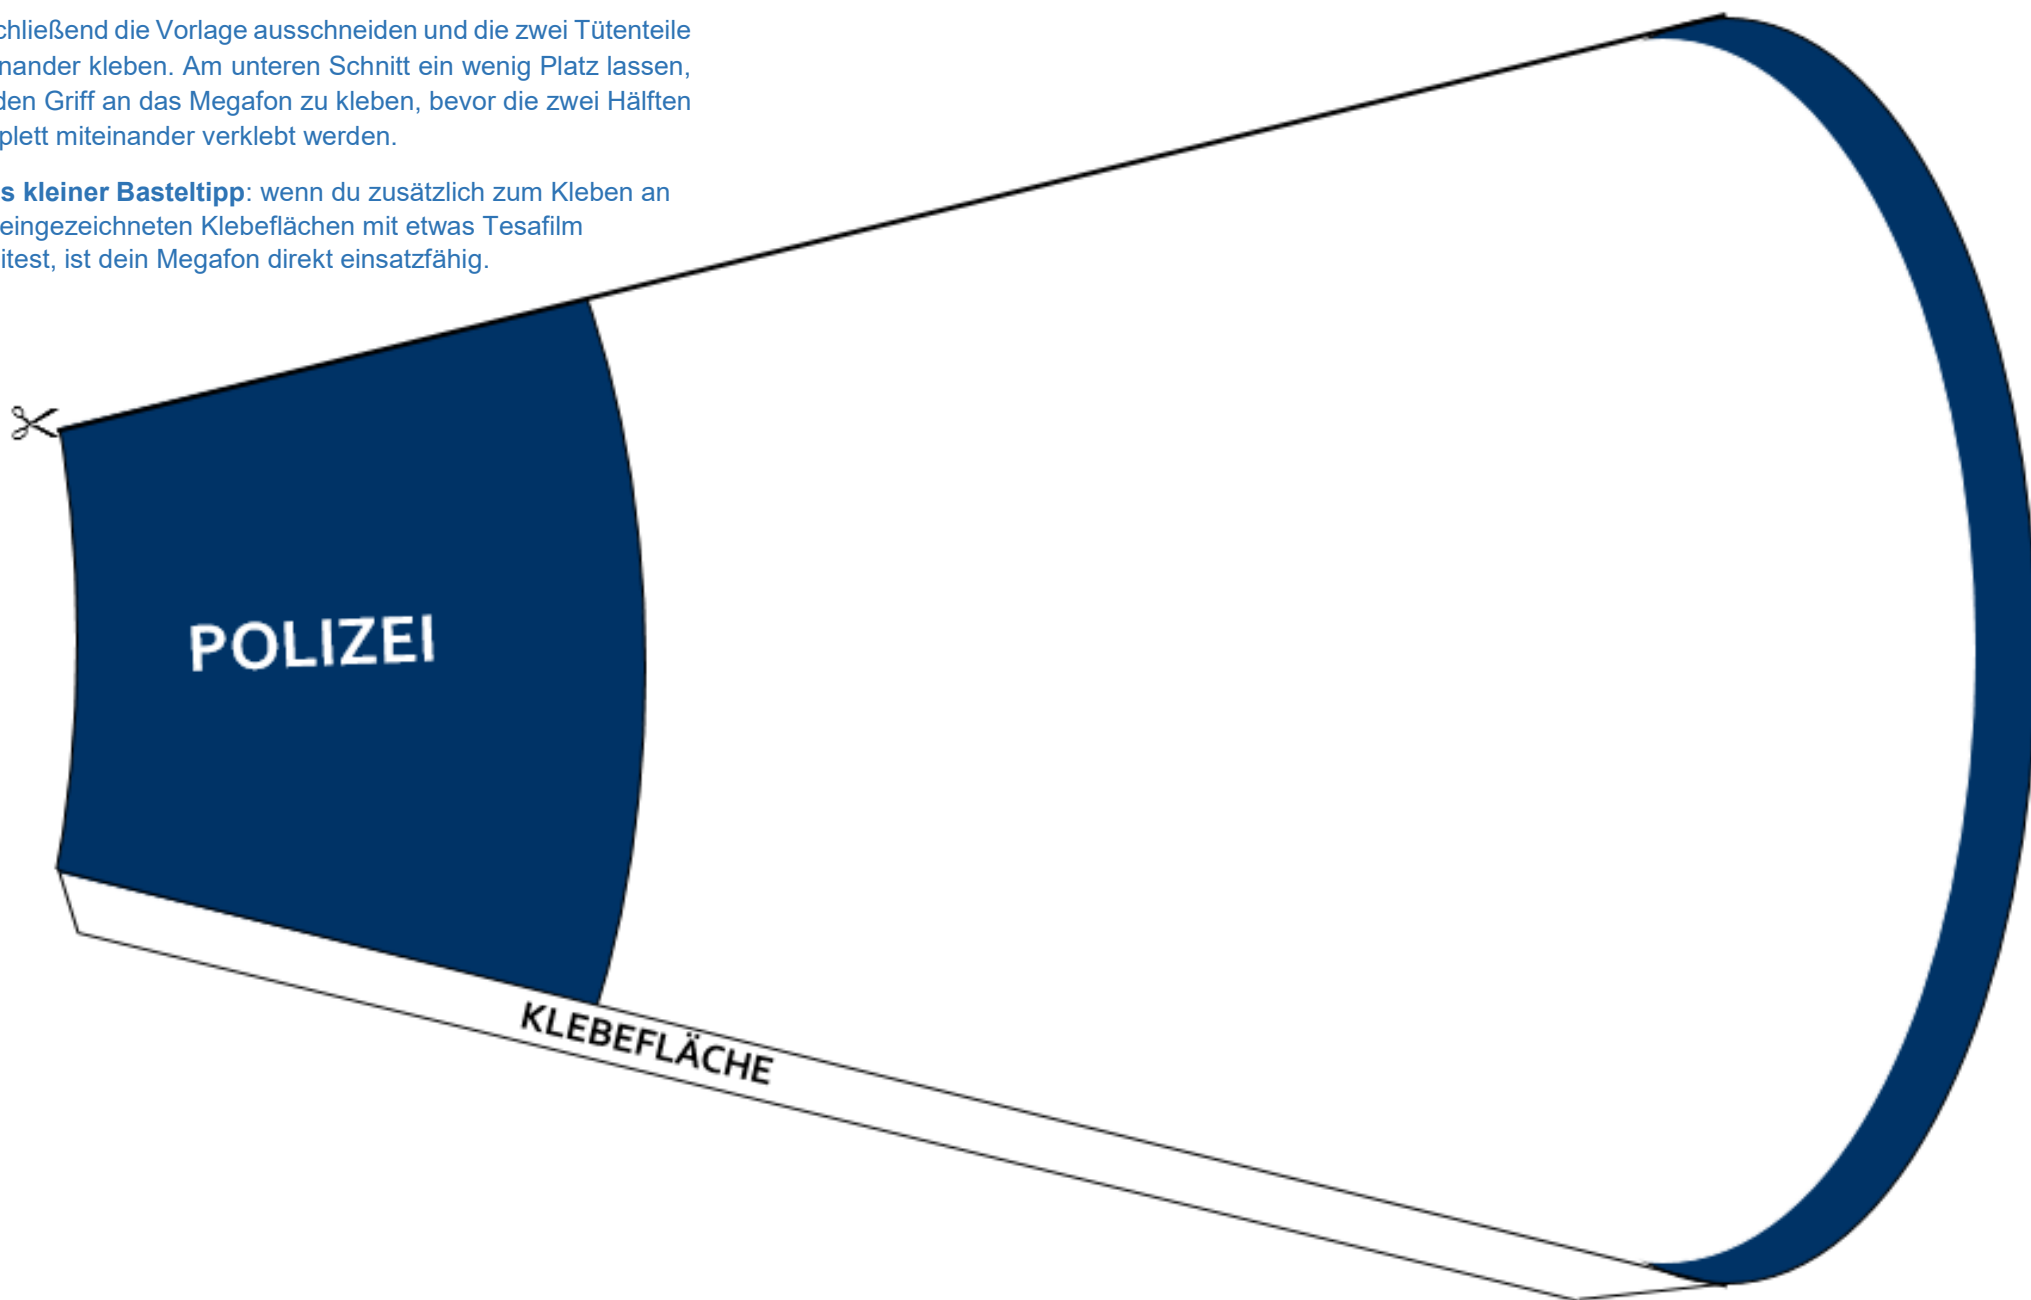 chließend die Vorlage ausschneiden und die zwei Tütenteile
nander kleben. Am unteren Schnitt ein wenig Platz lassen,
den Griff an das Megafon zu kleben, bevor die zwei Hälften
plett miteinander verklebt werden.
s kleiner Basteltipp: wenn du zusätzlich zum Kleben an
eingezeichneten Klebeflächen mit etwas Tesafilm
itest, ist dein Megafon direkt einsatzfähig.
POLIZEI
KLEBEFLÄCHE